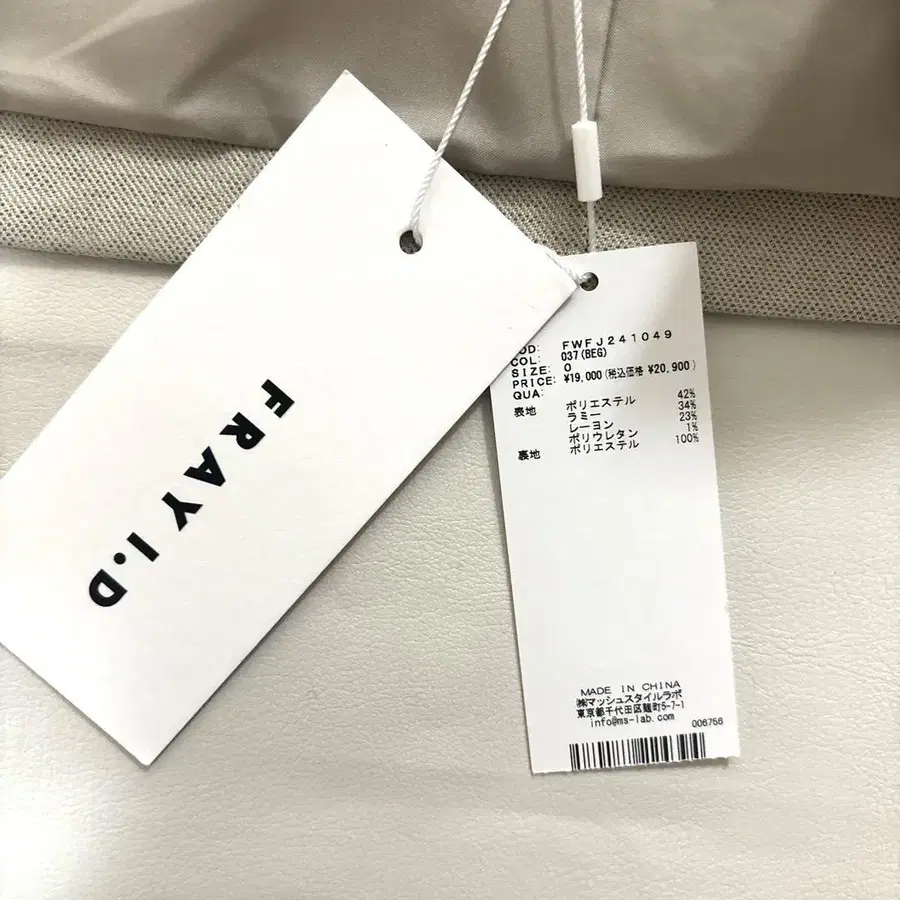 FRAY I.D
OD: FWFJ241049
COL: 037(BEG)
SIZE: 0
PRICE: ¥19,000(税込価格 ¥20,900)
QUA:
表地 ポリエステル 42%
ラミー 34%
レーヨン 23%
ポリウレタン 1%
裏地 ポリエステル 100%
MADE IN CHINA
㈱マッシュスタイルラボ
東京都千代田区麹町5-7-1
info@ms-lab.com
006756